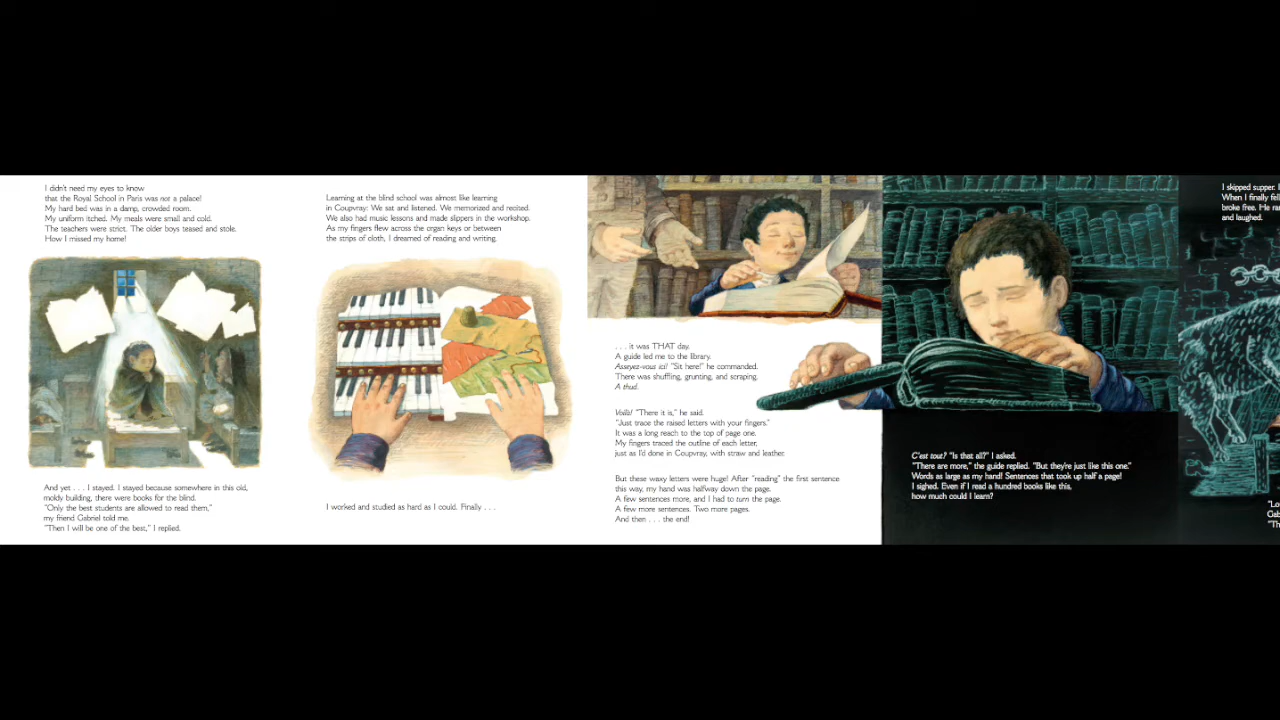 I didn't need my eyes to know
that the Royal School in Paris was not a palace!
My hard bed was in a damp, crowded room.
My uniform itched. My meals were small and cold.
The teachers were strict. The older boys teased and stole.
How I missed my home!
And yet . . . I stayed. I stayed because somewhere in this old,
moldy building, there were books for the blind.
"Only the best students are allowed to read them,"
my friend Gabriel told me.
"Then I will be one of the best," I replied.
Learning at the blind school was almost like learning
in Coupvray: We sat and listened. We memorized and recited.
We also had music lessons and made slippers in the workshop.
As my fingers flew across the organ keys or between
the strips of cloth, I dreamed of reading and writing.
I worked and studied as hard as I could. Finally . . .
. . . it was THAT day.
A guide led me to the library.
Asseyez-vous ici! "Sit here!" he commanded.
There was shuffling, grunting, and scraping.
A thud.
Voilà! "There it is," he said.
"Just trace the raised letters with your fingers."
It was a long reach to the top of page one.
My fingers traced the outline of each letter,
just as I'd done in Coupvray, with straw and leather.
But these waxy letters were huge! After "reading" the first sentence
this way, my hand was halfway down the page.
A few sentences more, and I had to turn the page.
A few more sentences. Two more pages.
And then . . . the end!
C'est tout? "Is that all?" I asked.
"There are more," the guide replied. "But they're just like this one."
Words as large as my hand! Sentences that took up half a page!
I sighed. Even if I read a hundred books like this,
how much could I learn?
I skipped supper.
When I finally
broke free. He
and laughed.